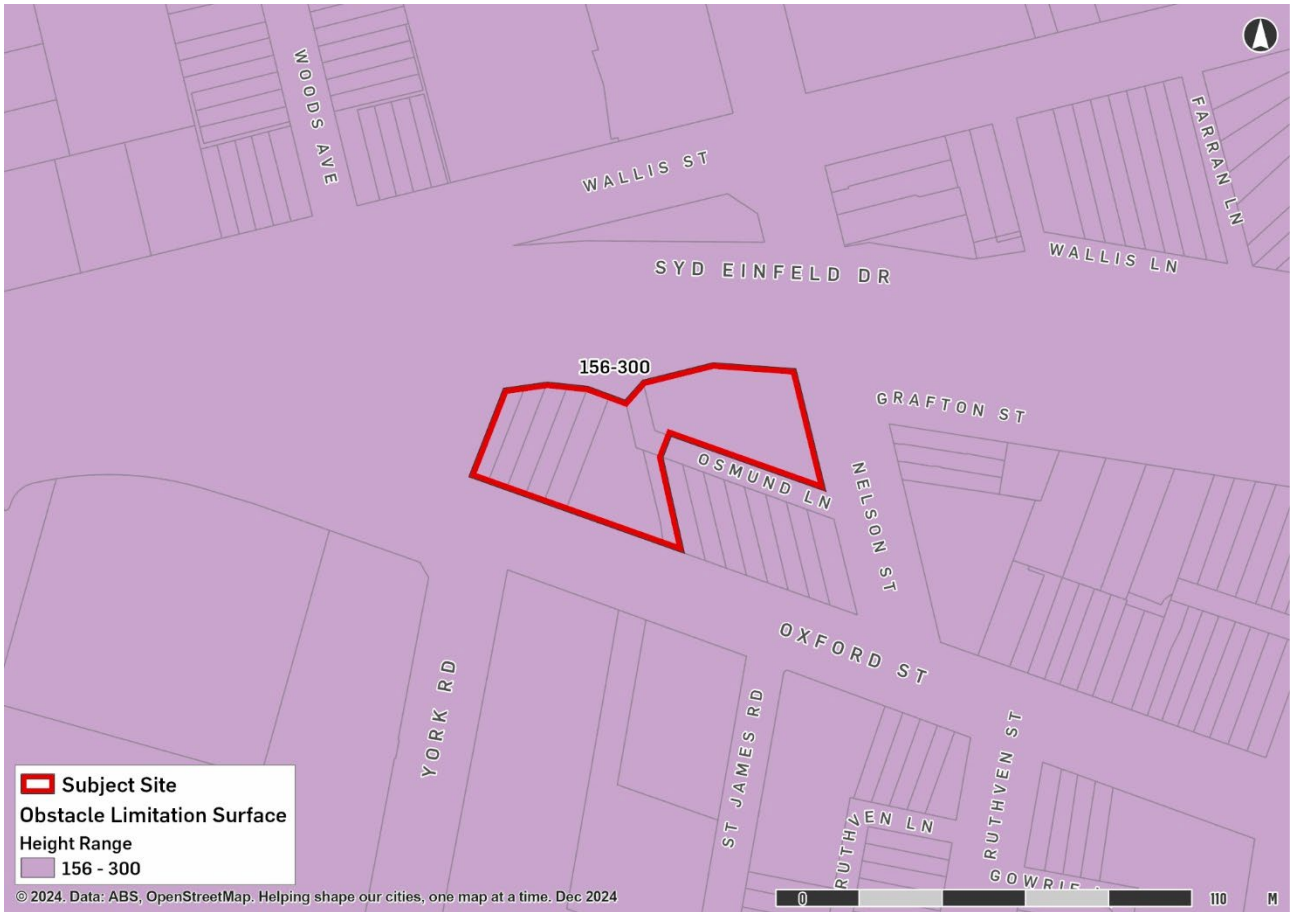 WOODS AVE
FARRAN LN
WALLIS ST
WALLIS LN
SYD EINFELD DR
156-300
GRAFTON ST
OSMUND LN
NELSON ST
OXFORD ST
YORK RD
ST JAMES RD
RUTHVEN ST
RUTHVEN LN
GOWRIE
Subject Site
Obstacle Limitation Surface
Height Range
156 - 300
© 2024. Data: ABS, OpenStreetMap. Helping shape our cities, one map at a time. Dec 2024
0 110 M